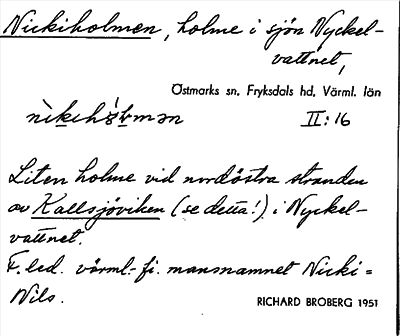 Nickiholmen, holme i sjön Nyckel-
vattnet,
Östmarks sn, Fryksdals hd, Värml. län
II:16
Liten holme vid nordöstra stranden
av Kallsjöviken (se detta!) i Nyckel-
vattnet.
F.led. värml.-fi. mansnamnet Nicki =
Nils.
RICHARD BROBERG 1951